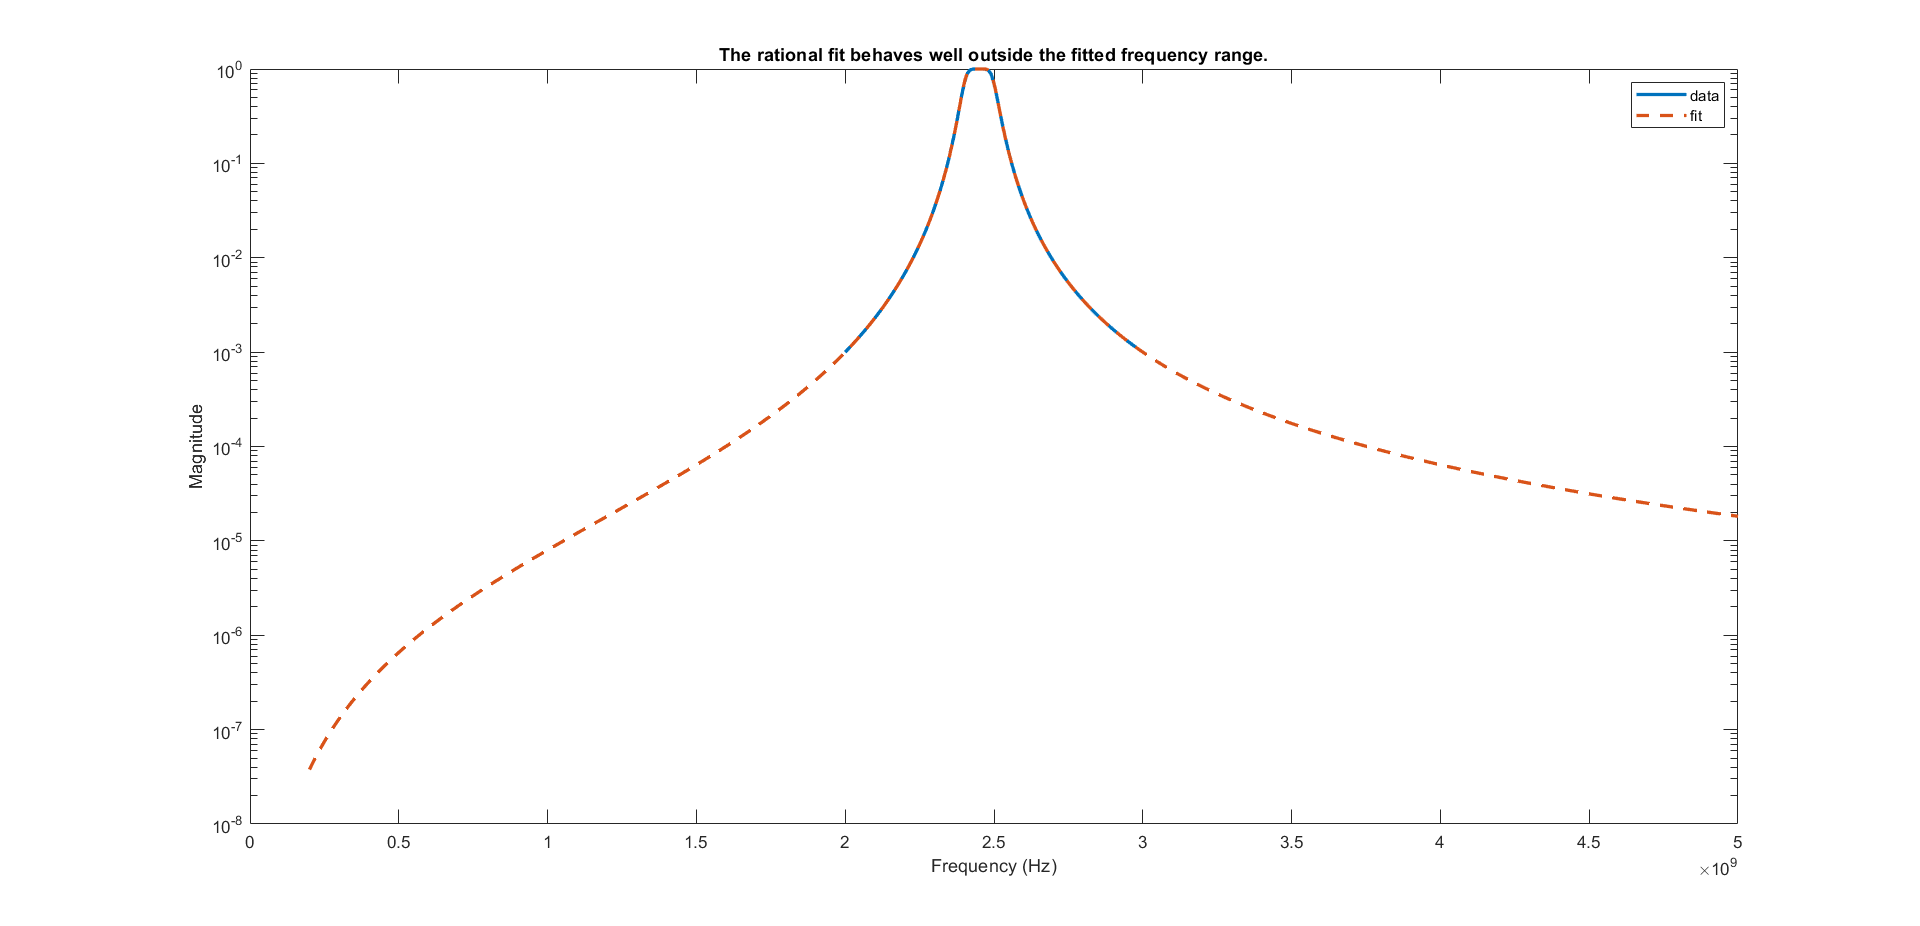 The rational fit behaves well outside the fitted frequency range.
10^0
10^-1
10^-2
10^-3
10^-4
10^-5
10^-6
10^-7
10^-8
Magnitude
data
fit
0 0.5 1 1.5 2 2.5 3 3.5 4 4.5 5
Frequency (Hz)
×10^9